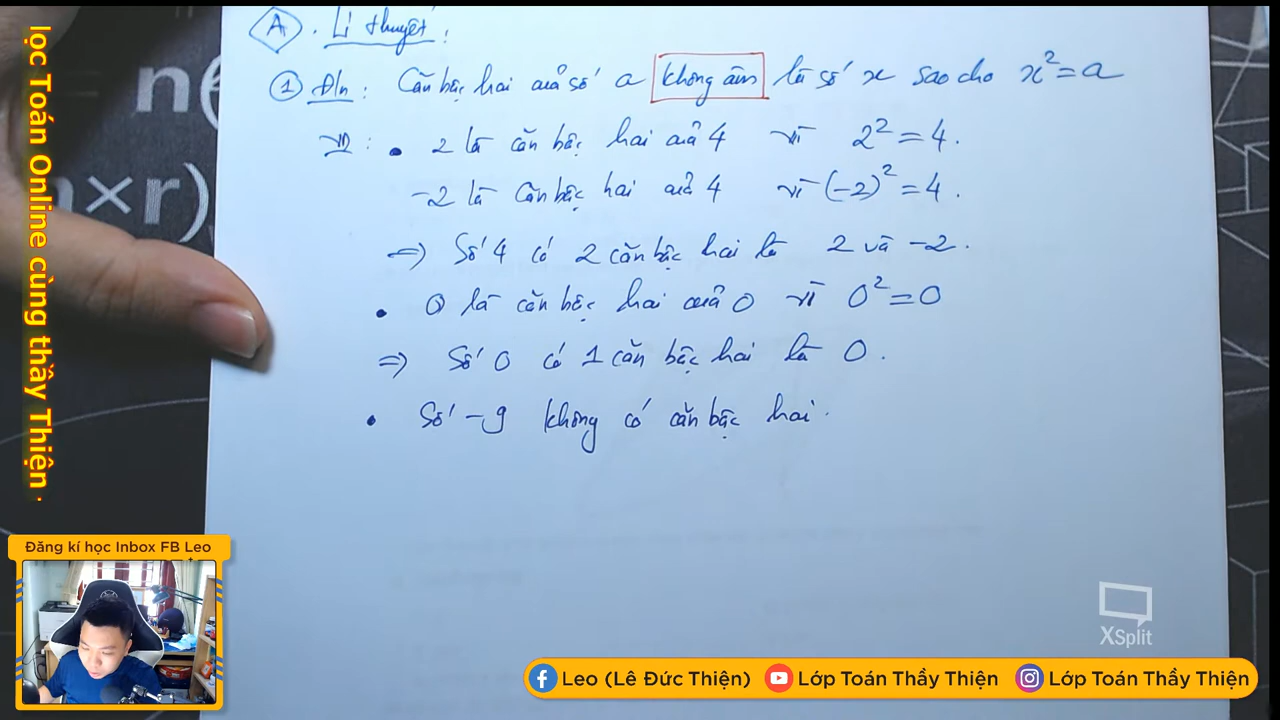 lọc Toán Online cùng thầy Thiện ·
A . Lí thuyết :
① Đ/n : Căn bậc hai của số a không âm là số x sao cho x² = a
VD : • 2 là căn bậc hai của 4 vì 2² = 4.
-2 là căn bậc hai của 4 vì (-2)² = 4.
=> Số 4 có 2 căn bậc hai là 2 và -2.
• 0 là căn bậc hai của 0 vì 0² = 0
=> Số 0 có 1 căn bậc hai là 0.
• Số -9 không có căn bậc hai.
Đăng kí học Inbox FB Leo
XSplit
Leo (Lê Đức Thiện) Lớp Toán Thầy Thiện Lớp Toán Thầy Thiện